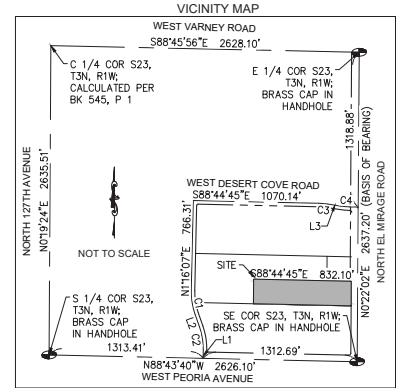 VICINITY MAP
WEST VARNEY ROAD
S88°45'56"E 2628.10'
C 1/4 COR S23,
T3N, R1W;
CALCULATED PER
BK 545, P 1
E 1/4 COR S23,
T3N, R1W;
BRASS CAP IN
HANDHOLE
1318.88'
NORTH 127TH AVENUE
N0°19'24"E 2635.51'
WEST DESERT COVE ROAD
S88°44'45"E 1070.14'
C4
C3
L3
N0°22'02"E 2637.20' (BASIS OF BEARING)
NORTH EL MIRAGE ROAD
766.31'
N1°16'07"E
NOT TO SCALE
SITE
S88°44'45"E 832.10'
C1
L2
C2
L1
S 1/4 COR S23,
T3N, R1W;
BRASS CAP
IN HANDHOLE
SE COR S23, T3N, R1W;
BRASS CAP IN HANDHOLE
1313.41'
1312.69'
N88°43'40"W 2626.10'
WEST PEORIA AVENUE